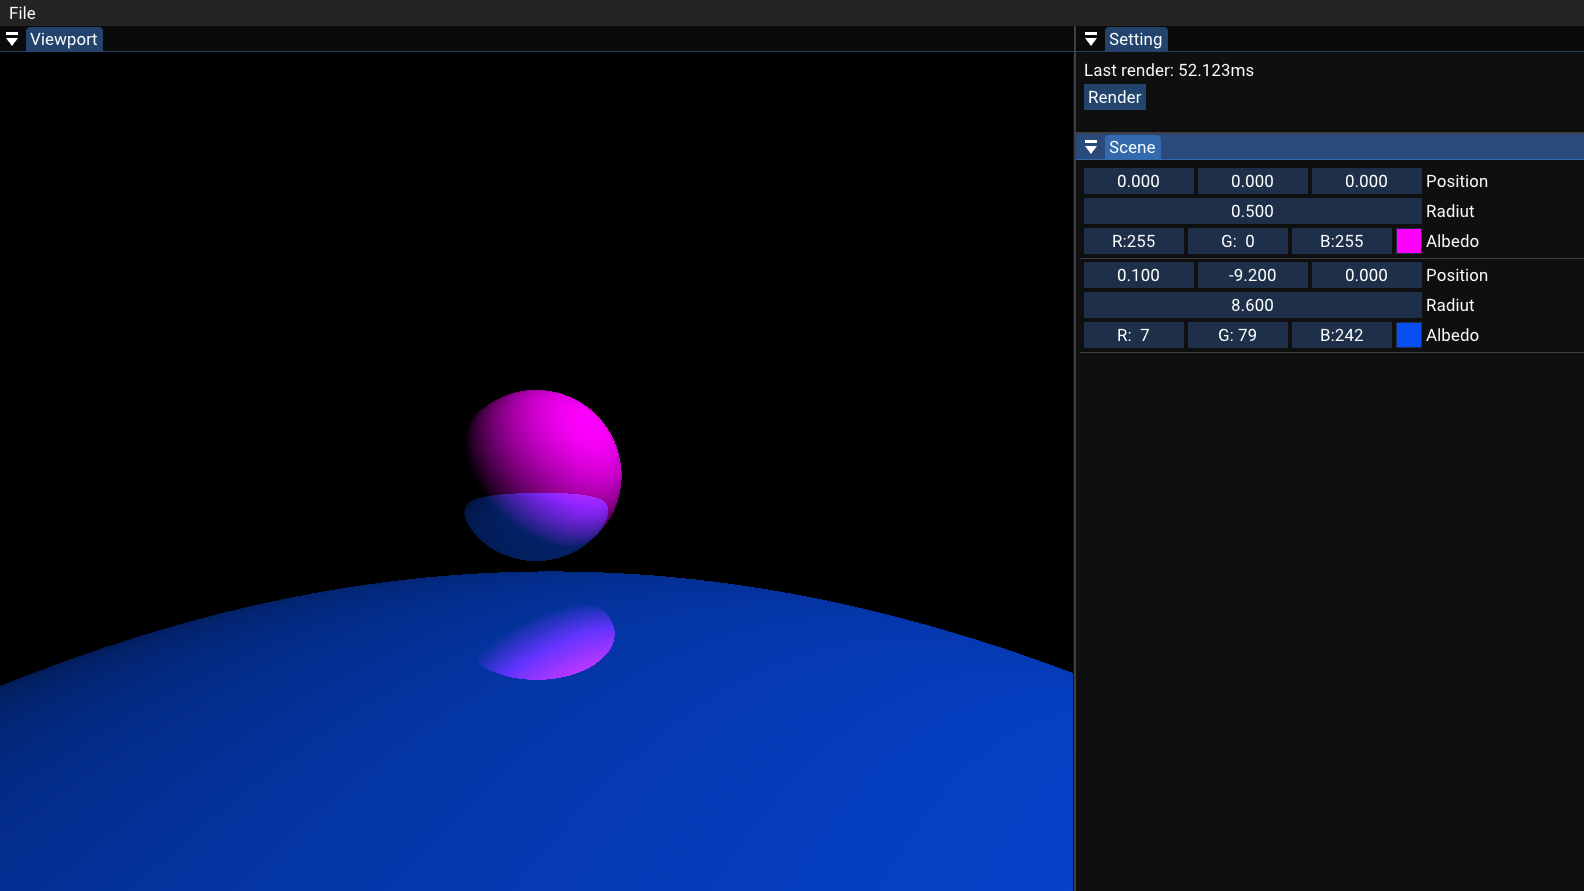 File
Viewport
Setting
Last render: 52.123ms
Render
Scene
0.000 0.000 0.000 Position
0.500 Radiut
R:255 G: 0 B:255 Albedo
0.100 -9.200 0.000 Position
8.600 Radiut
R: 7 G: 79 B:242 Albedo